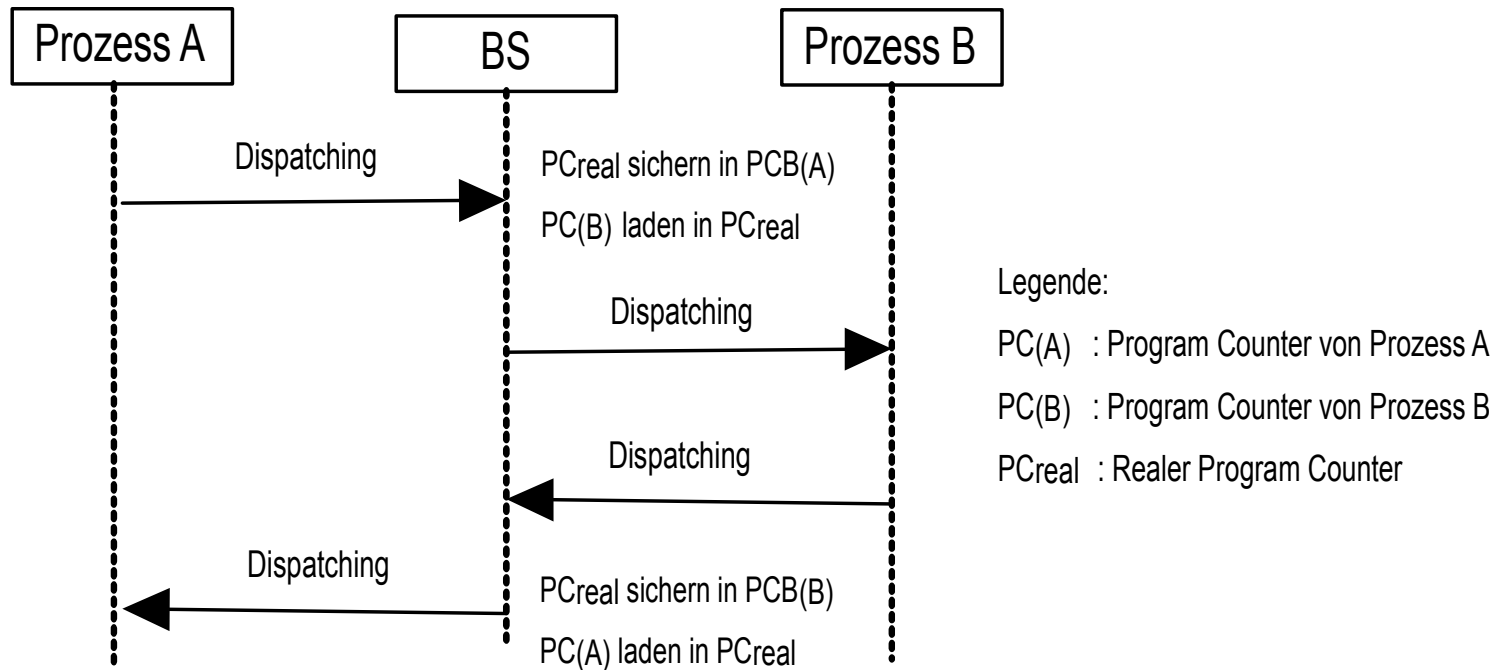 Prozess A
BS
Prozess B
Dispatching
PCreal sichern in PCB(A)
PC(B) laden in PCreal
Dispatching
Legende:
PC(A) : Program Counter von Prozess A
PC(B) : Program Counter von Prozess B
PCreal : Realer Program Counter
Dispatching
Dispatching
PCreal sichern in PCB(B)
PC(A) laden in PCreal